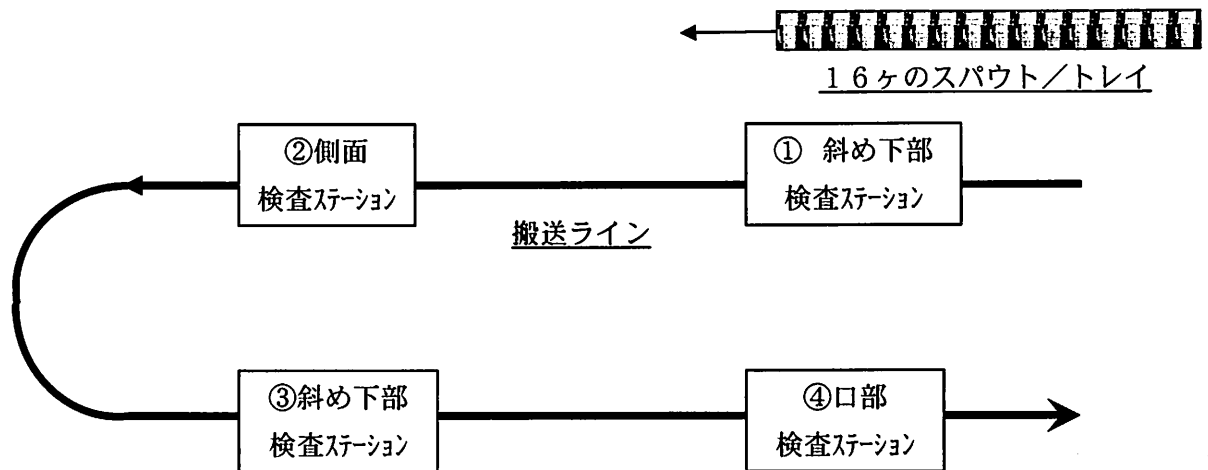 １６ヶのスパウト／トレイ
②側面
検査ｽﾃｰｼｮﾝ
① 斜め下部
検査ｽﾃｰｼｮﾝ
搬送ライン
③斜め下部
検査ｽﾃｰｼｮﾝ
④口部
検査ｽﾃｰｼｮﾝ